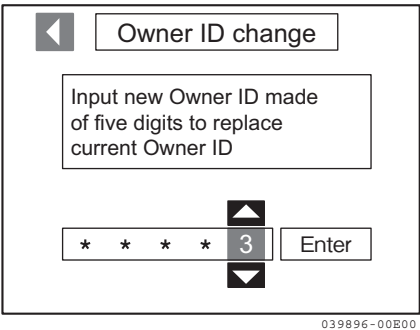 Owner ID change
Input new Owner ID made
of five digits to replace
current Owner ID
* * * * 3 Enter
039896-00E00